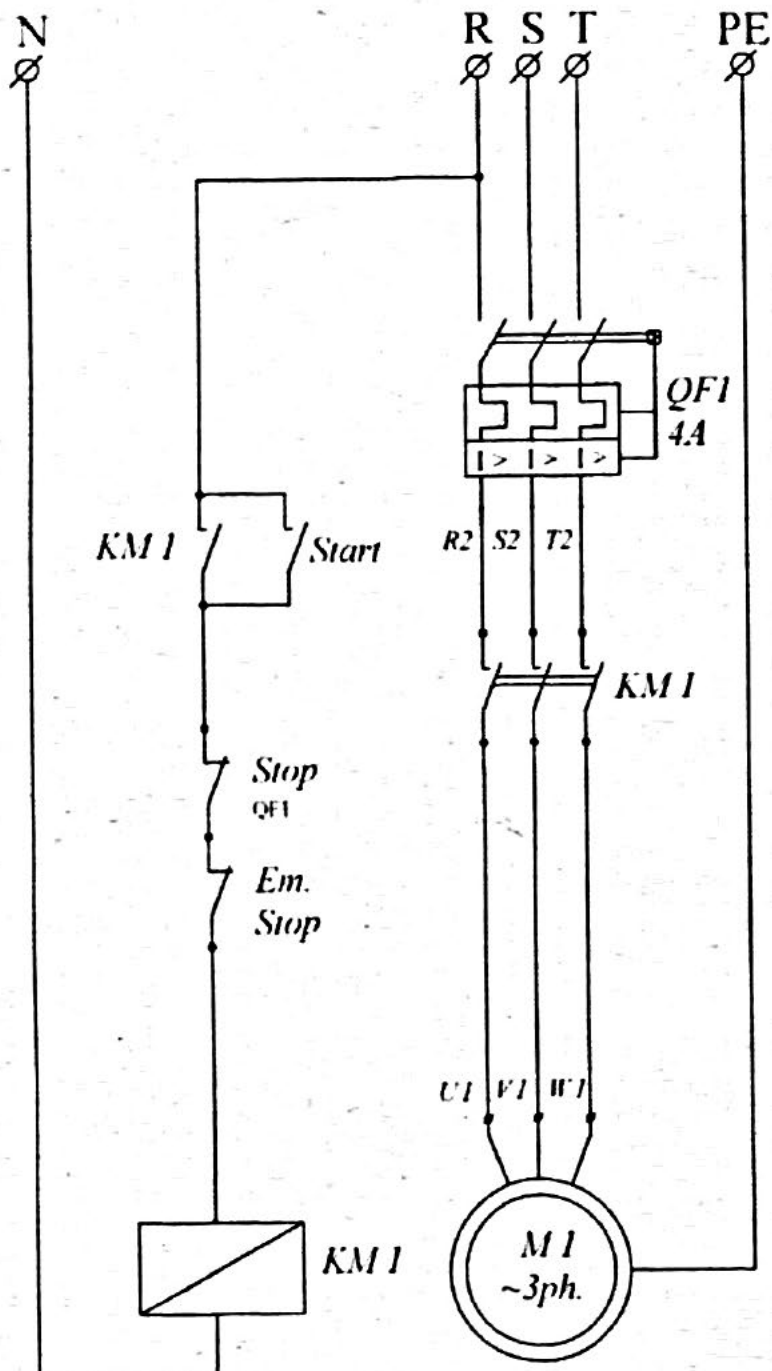 N R S T PE
QF1
4A
KM 1 Start
R2 S2 T2
KM 1
Stop
QF1
Em.
Stop
U1 V1 W1
KM 1
M 1
~3ph.